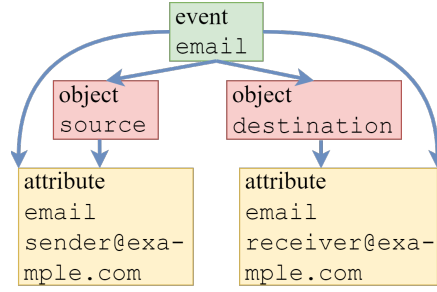 event
email
object
source
object
destination
attribute
email
sender@exa-
mple.com
attribute
email
receiver@exa-
mple.com